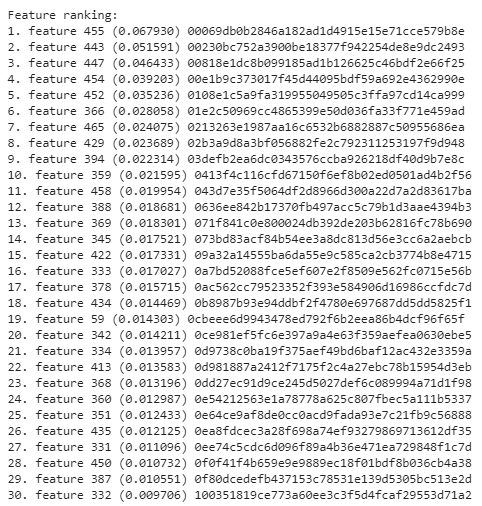 Feature ranking:
1. feature 455 (0.067930) 00069db0b2846a182ad1d4915e15e71cce579b8e
2. feature 443 (0.051591) 00230bc752a3900be18377f942254de8e9dc2493
3. feature 447 (0.046433) 00818e1dc8b099185ad1b126625c46bdf2e66f25
4. feature 454 (0.039203) 00e1b9c373017f45d44095bdf59a692e4362990e
5. feature 452 (0.035236) 0108e1c5a9fa319955049505c3ffa97cd14ca999
6. feature 366 (0.028058) 01e2c50969cc4865399e50d036fa33f771e459ad
7. feature 465 (0.024075) 0213263e1987aa16c6532b6882887c50955686ea
8. feature 429 (0.023689) 02b3a9d8a3bf056882fe2c792311253197f9d948
9. feature 394 (0.022314) 03defb2ea6dc0343576ccba926218df40d9b7e8c
10. feature 359 (0.021595) 0413f4c116cfd67150f6ef8b02ed0501ad4b2f56
11. feature 458 (0.019954) 043d7e35f5064df2d8966d300a22d7a2d83617ba
12. feature 388 (0.018681) 0636ee842b17370fb497acc5c79b1d3aae4394b3
13. feature 369 (0.018301) 071f841c0e800024db392de203b62816fc78b690
14. feature 345 (0.017521) 073bd83acf84b54ee3a8dc813d56e3cc6a2aebcb
15. feature 422 (0.017331) 09a32a14555ba6da55e9c585ca2cb3774b8e4715
16. feature 333 (0.017027) 0a7bd52088fce5ef607e2f8509e562fc0715e56b
17. feature 378 (0.015715) 0ac562cc79523352f393e584906d16986ccfdc7d
18. feature 434 (0.014469) 0b8987b93e94ddbf2f4780e697687dd5dd5825f1
19. feature 59 (0.014303) 0cbeee6d9943478ed792f6b2eea86b4dcf96f65f
20. feature 342 (0.014211) 0ce981ef5fc6e397a9a4e63f359aefea0630ebe5
21. feature 334 (0.013957) 0d9738c0ba19f375aef49bd6baf12ac432e3359a
22. feature 413 (0.013583) 0d981887a2412f7175f2c4a27ebc78b15954d3eb
23. feature 368 (0.013196) 0dd27ec91d9ce245d5027def6c089994a71d1f98
24. feature 360 (0.012987) 0e54212563e1a78778a625c807fbec5a111b5337
25. feature 351 (0.012433) 0e64ce9af8de0cc0acd9fada93e7c21fb9c56888
26. feature 435 (0.012125) 0ea8fdcec3a28f698a74ef93279869713612df35
27. feature 331 (0.011096) 0ee74c5cdc6d096f89a4b36e471ea729848f1c7d
28. feature 450 (0.010732) 0f0f41f4b659e9e9889ec18f01bdf8b036cb4a38
29. feature 387 (0.010551) 0f80dcedefb437153c78531e139d5305bc513e2d
30. feature 332 (0.009706) 100351819ce773a60ee3c3f5d4fcaf29553d71a2